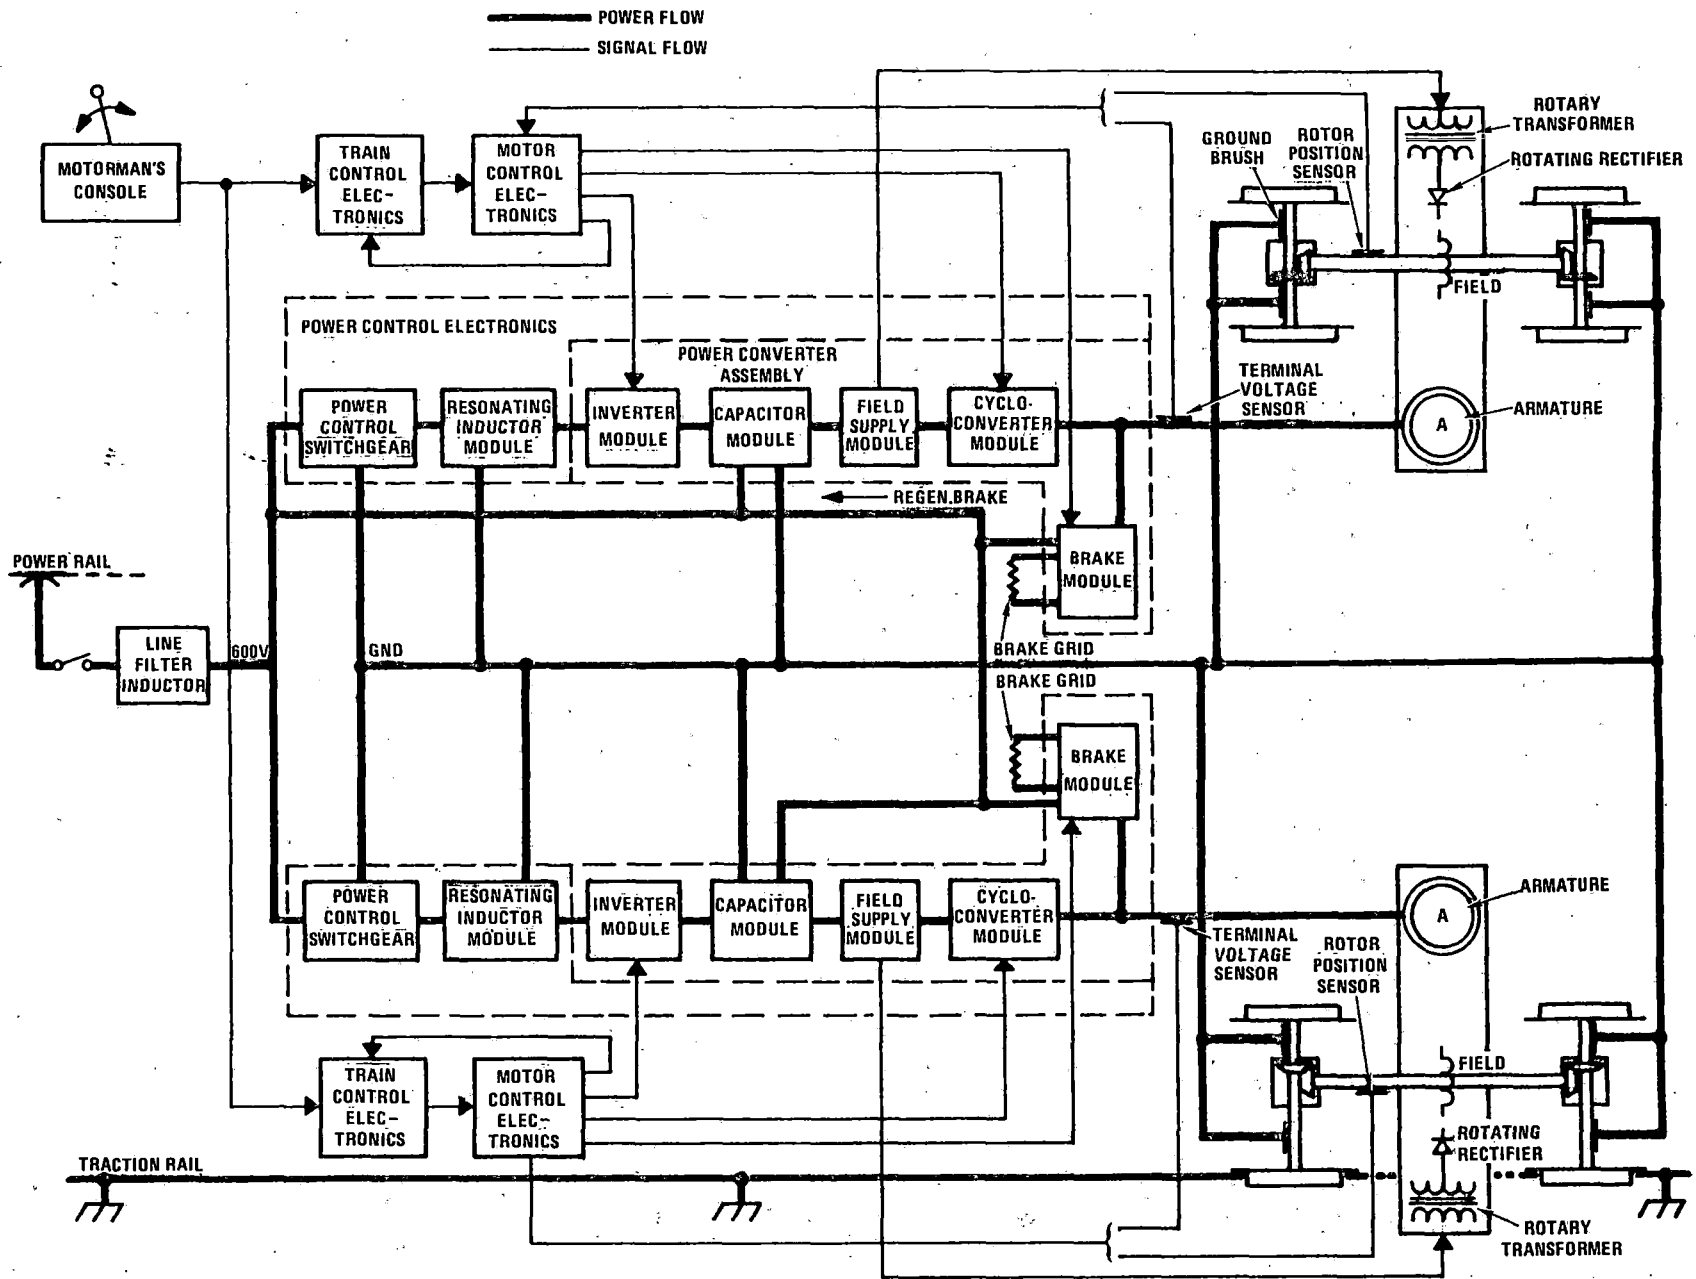 POWER FLOW
SIGNAL FLOW
MOTORMAN'S
CONSOLE
TRAIN
CONTROL
ELEC-
TRONICS
MOTOR
CONTROL
ELEC-
TRONICS
GROUND
BRUSH
ROTOR
POSITION
SENSOR
ROTARY
TRANSFORMER
ROTATING RECTIFIER
FIELD
POWER CONTROL ELECTRONICS
POWER CONVERTER
ASSEMBLY
POWER
CONTROL
SWITCHGEAR
RESONATING
INDUCTOR
MODULE
INVERTER
MODULE
CAPACITOR
MODULE
FIELD
SUPPLY
MODULE
CYCLO-
CONVERTER
MODULE
TERMINAL
VOLTAGE
SENSOR
A
ARMATURE
REGEN. BRAKE
BRAKE
MODULE
POWER RAIL
LINE
FILTER
INDUCTOR
600V
GND
BRAKE GRID
BRAKE GRID
BRAKE
MODULE
POWER
CONTROL
SWITCHGEAR
RESONATING
INDUCTOR
MODULE
INVERTER
MODULE
CAPACITOR
MODULE
FIELD
SUPPLY
MODULE
CYCLO-
CONVERTER
MODULE
TERMINAL
VOLTAGE
SENSOR
ROTOR
POSITION
SENSOR
A
ARMATURE
TRAIN
CONTROL
ELEC-
TRONICS
MOTOR
CONTROL
ELEC-
TRONICS
FIELD
ROTATING
RECTIFIER
TRACTION RAIL
ROTARY
TRANSFORMER